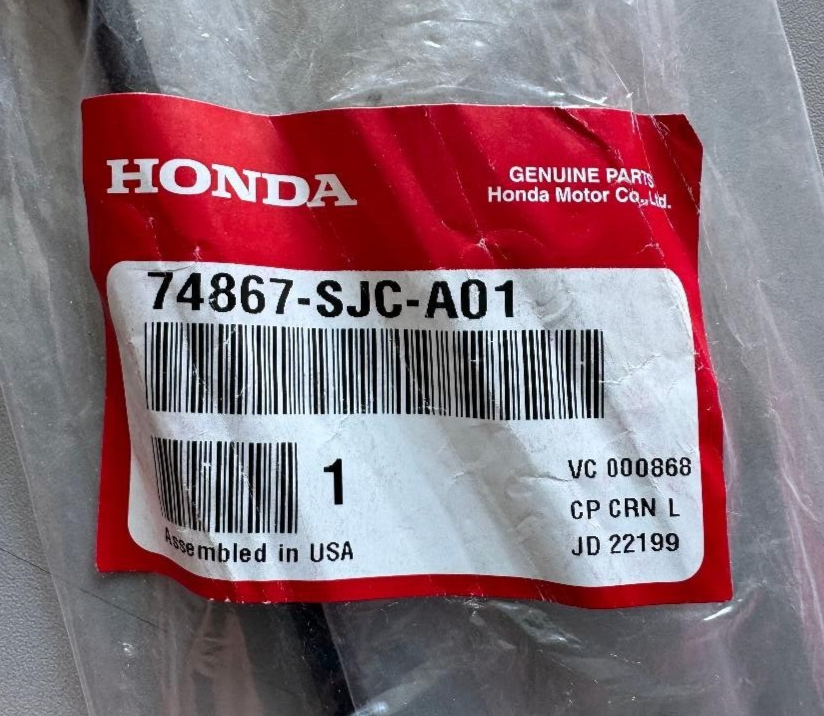 HONDA
GENUINE PARTS
Honda Motor Co., Ltd.
74867-SJC-A01
1
VC 000868
CP CRN L
JD 22199
Assembled in USA